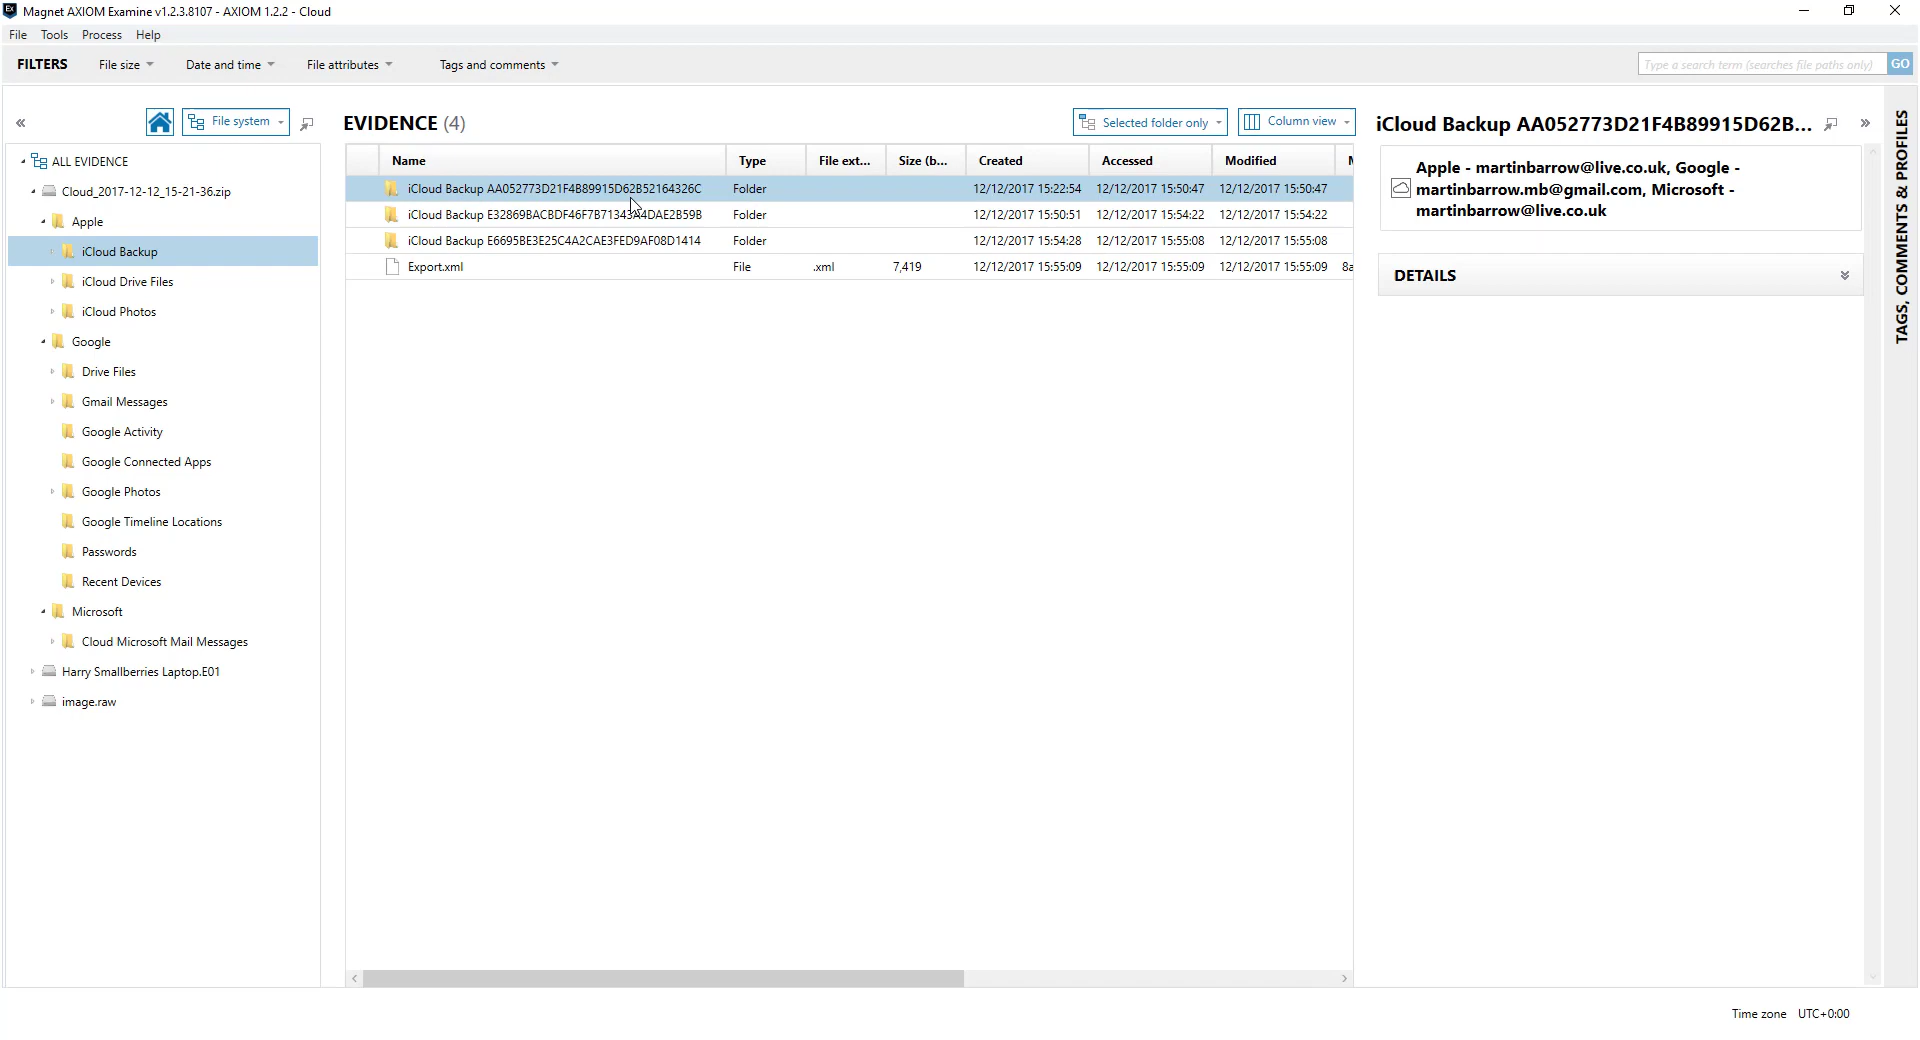 Magnet AXIOM Examine v1.2.3.8107 - AXIOM 1.2.2 - Cloud
File Tools Process Help
FILTERS File size Date and time File attributes Tags and comments Type a search term (searches file paths only) GO
File system
EVIDENCE (4)
Selected folder only Column view
ALL EVIDENCE
Cloud_2017-12-12_15-21-36.zip
Apple
iCloud Backup
iCloud Drive Files
iCloud Photos
Google
Drive Files
Gmail Messages
Google Activity
Google Connected Apps
Google Photos
Google Timeline Locations
Passwords
Recent Devices
Microsoft
Cloud Microsoft Mail Messages
Harry Smallberries Laptop.E01
image.raw
Name Type File ext... Size (b... Created Accessed Modified
iCloud Backup AA052773D21F4B89915D62B52164326C Folder 12/12/2017 15:22:54 12/12/2017 15:50:47 12/12/2017 15:50:47
iCloud Backup Folder 12/12/2017 15:50:51 12/12/2017 15:54:22 12/12/2017 15:54:22
iCloud Backup E6695BE3E25C4A2CAE3FED9AF08D1414 Folder 12/12/2017 15:54:28 12/12/2017 15:55:08 12/12/2017 15:55:08
Export.xml File .xml 7,419 12/12/2017 15:55:09 12/12/2017 15:55:09 12/12/2017 15:55:09 8a
iCloud Backup AA052773D21F4B89915D62B...
Apple - martinbarrow@live.co.uk, Google -
martinbarrow.mb@gmail.com, Microsoft -
martinbarrow@live.co.uk
DETAILS
TAGS, COMMENTS & PROFILES
Time zone UTC+0:00